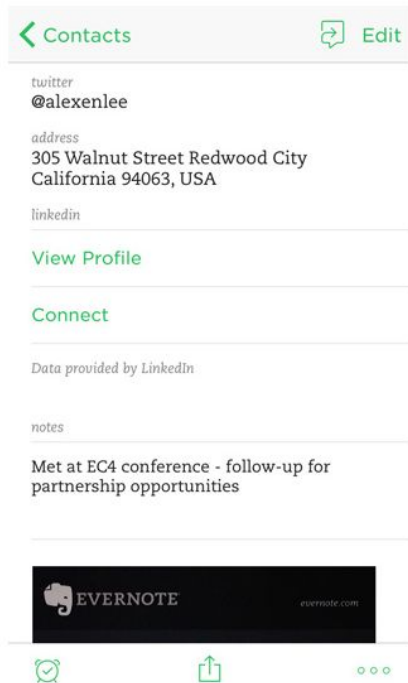 Contacts
Edit
twitter
@alexenlee
address
305 Walnut Street Redwood City
California 94063, USA
linkedin
View Profile
Connect
Data provided by LinkedIn
notes
Met at EC4 conference - follow-up for
partnership opportunities
EVERNOTE
evernote.com